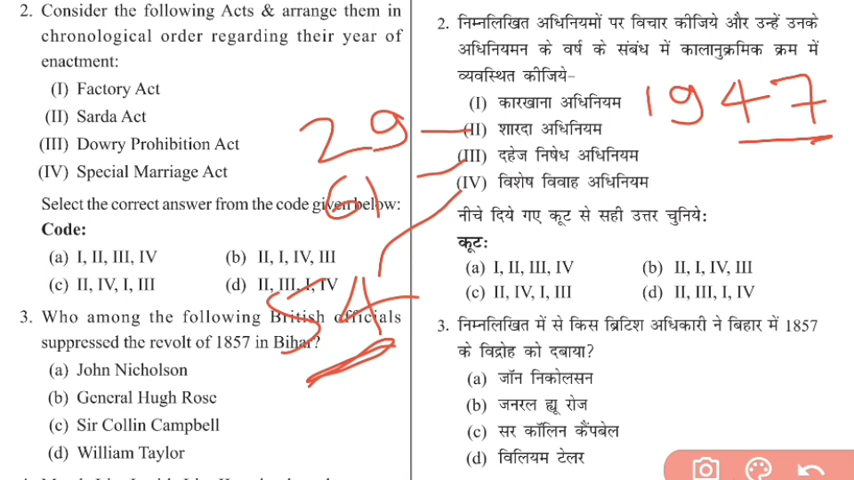 2. Consider the following Acts & arrange them in
chronological order regarding their year of
enactment:
(I) Factory Act
(II) Sarda Act
(III) Dowry Prohibition Act
(IV) Special Marriage Act
Select the correct answer from the code given below:
Code:
(a) I, II, III, IV (b) II, I, IV, III
(c) II, IV, I, III (d) II, III, I, IV
3. Who among the following British officials
suppressed the revolt of 1857 in Bihar?
(a) John Nicholson
(b) General Hugh Rose
(c) Sir Collin Campbell
(d) William Taylor
29
61
54
2. निम्नलिखित अधिनियमों पर विचार कीजिये और उन्हें उनके
अधिनियमन के वर्ष के संबंध में कालानुक्रमिक क्रम में
व्यवस्थित कीजिये-
(I) कारखाना अधिनियम
(II) शारदा अधिनियम
(III) दहेज निषेध अधिनियम
(IV) विशेष विवाह अधिनियम
नीचे दिये गए कूट से सही उत्तर चुनिये:
कूट:
(a) I, II, III, IV (b) II, I, IV, III
(c) II, IV, I, III (d) II, III, I, IV
3. निम्नलिखित में से किस ब्रिटिश अधिकारी ने बिहार में 1857
के विद्रोह को दबाया?
(a) जॉन निकोलसन
(b) जनरल ह्यू रोज
(c) सर कॉलिन कैंपबेल
(d) विलियम टेलर
1947